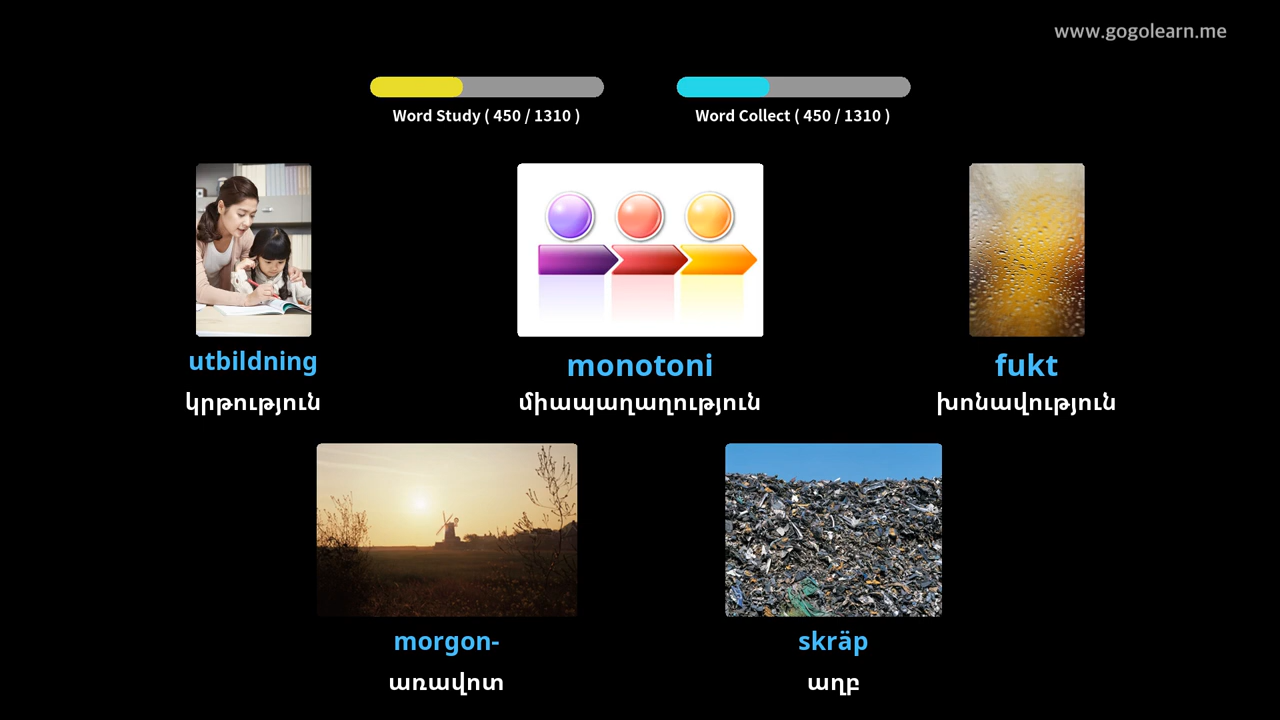 www.gogolearn.me
Word Study ( 450 / 1310 )
Word Collect ( 450 / 1310 )
utbildning
monotoni
fukt
կրթություն
միապաղաղություն
խոնավություն
morgon-
skräp
առավոտ
աղբ